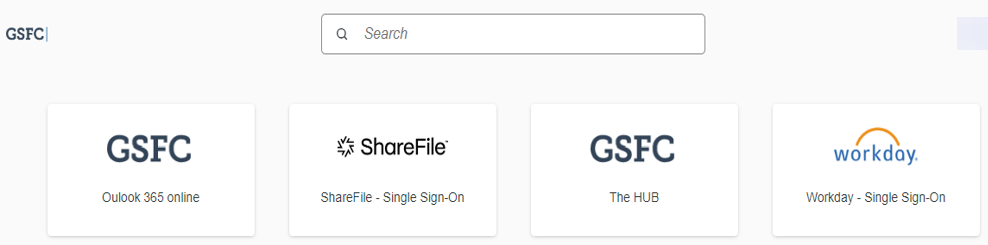 GSFC
Search
GSFC
Oulook 365 online
ShareFile
ShareFile - Single Sign-On
GSFC
The HUB
workday.
Workday - Single Sign-On